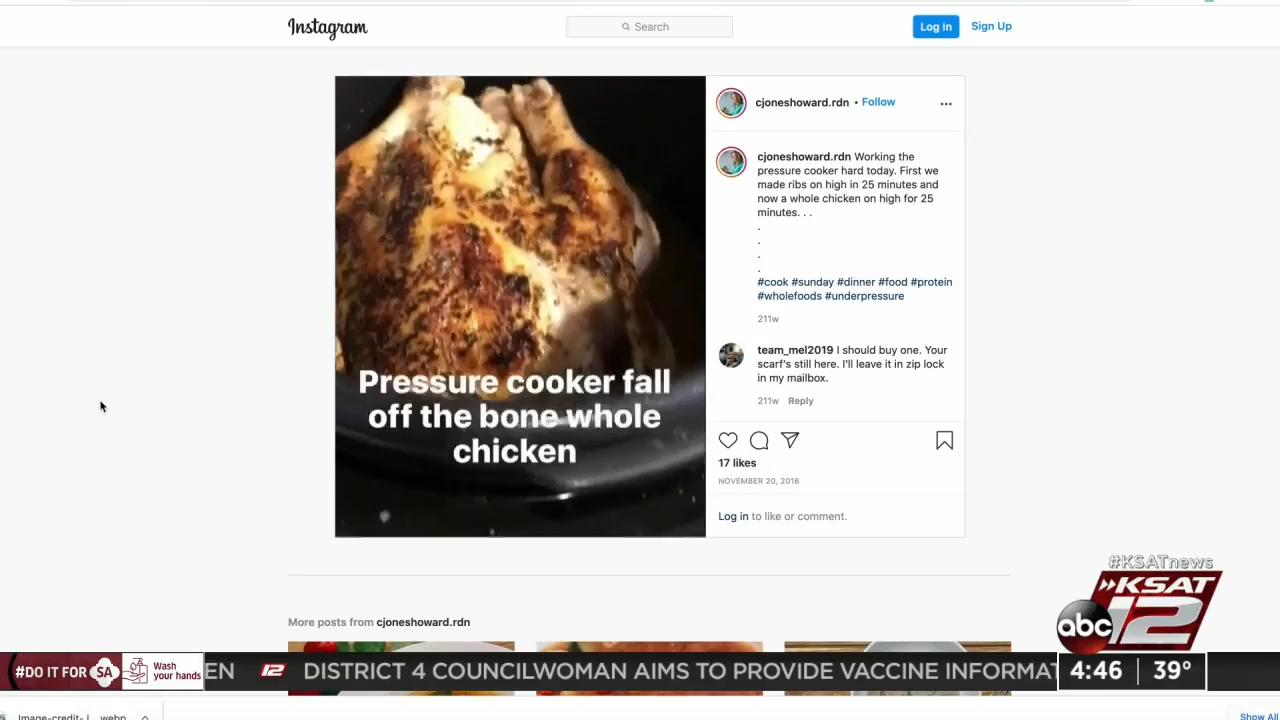 Instagram
Search
Log In
Sign Up
cjoneshoward.rdn • Follow
cjoneshoward.rdn Working the
pressure cooker hard today. First we
made ribs on high in 25 minutes and
now a whole chicken on high for 25
minutes. . .
.
.
.
.
#cook #sunday #dinner #food #protein
#wholefoods #underpressure
211w
team_mel2019 I should buy one. Your
scarf's still here. I'll leave it in zip lock
in my mailbox.
211w Reply
17 likes
NOVEMBER 20, 2016
Log in to like or comment.
Pressure cooker fall
off the bone whole
chicken
More posts from cjoneshoward.rdn
#KSATnews
KSAT
abc 12
#DO IT FOR SA
Wash
your hands
EN 12 DISTRICT 4 COUNCILWOMAN AIMS TO PROVIDE VACCINE INFORMAT
4:46 39°
Image-credit-
webp
Show All